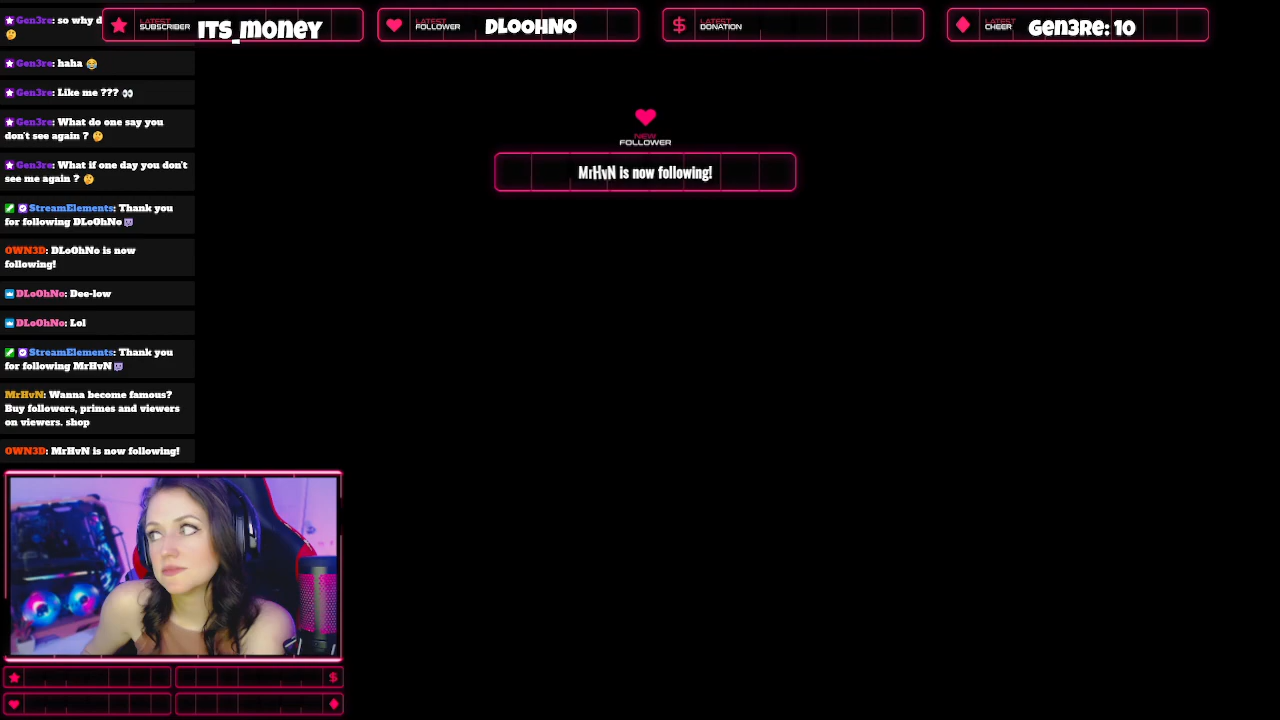 LATEST
SUBSCRIBER
ITS_MONEY
LATEST
FOLLOWER
DLOOHNO
LATEST
DONATION
LATEST
CHEER
Gen3Re: 10
Gen3re: so why d
Gen3re: haha 😂
Gen3re: Like me ??? 👀
Gen3re: What do one say you
don't see again ? 🤔
Gen3re: What if one day you don't
see me again ? 🤔
StreamElements: Thank you
for following DLoOhNo
OWN3D: DLoOhNo is now
following!
DLoOhNo: Dee-low
DLoOhNo: Lol
StreamElements: Thank you
for following MrHvN
MrHvN: Wanna become famous?
Buy followers, primes and viewers
on viewers. shop
OWN3D: MrHvN is now following!
NEW
FOLLOWER
MrHvN is now following!